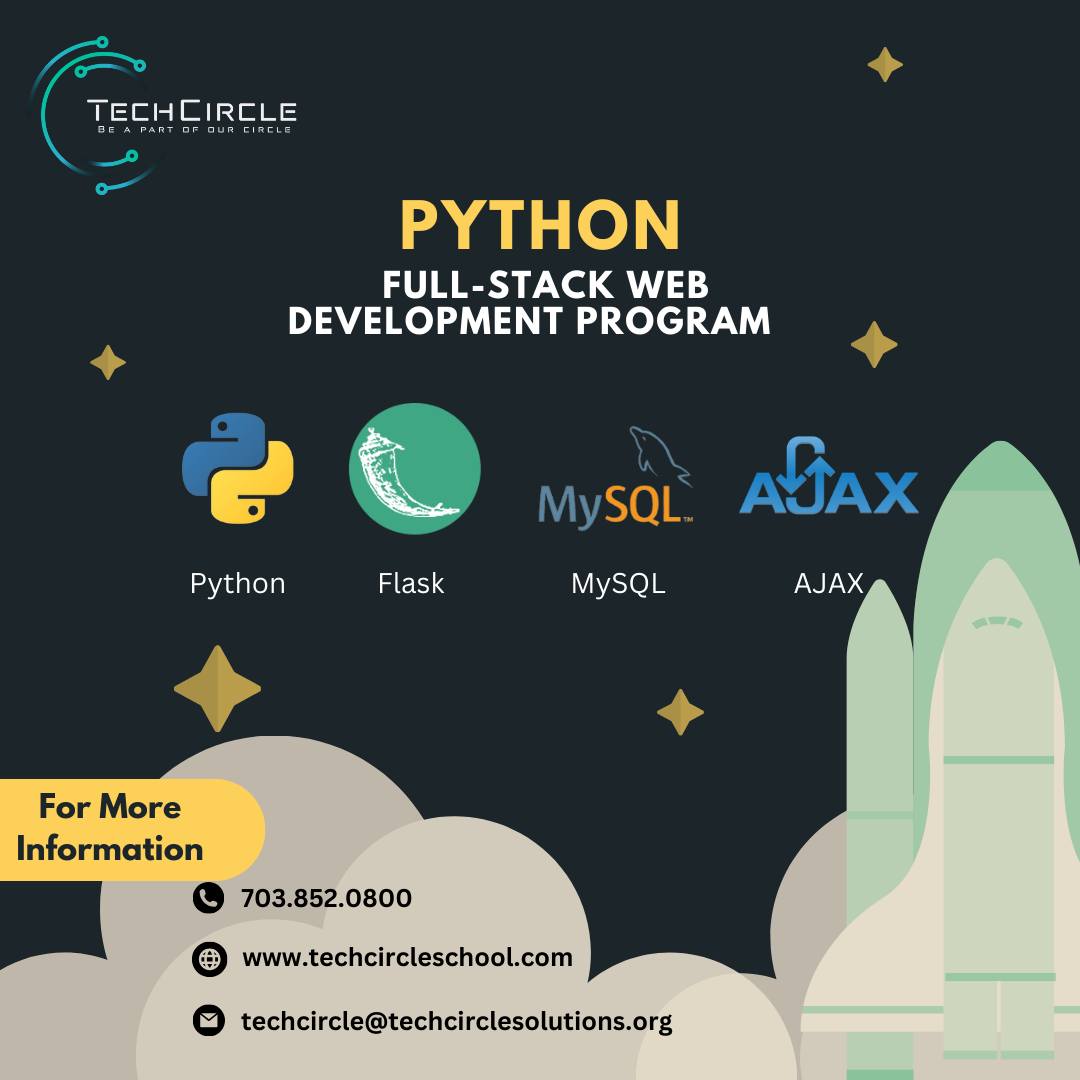 TECHCIRCLE
BE A PART OF OUR CIRCLE
PYTHON
FULL-STACK WEB
DEVELOPMENT PROGRAM
MySQL™
AJAX
Python
Flask
MySQL
AJAX
For More
Information
703.852.0800
www.techcircleschool.com
techcircle@techcirclesolutions.org